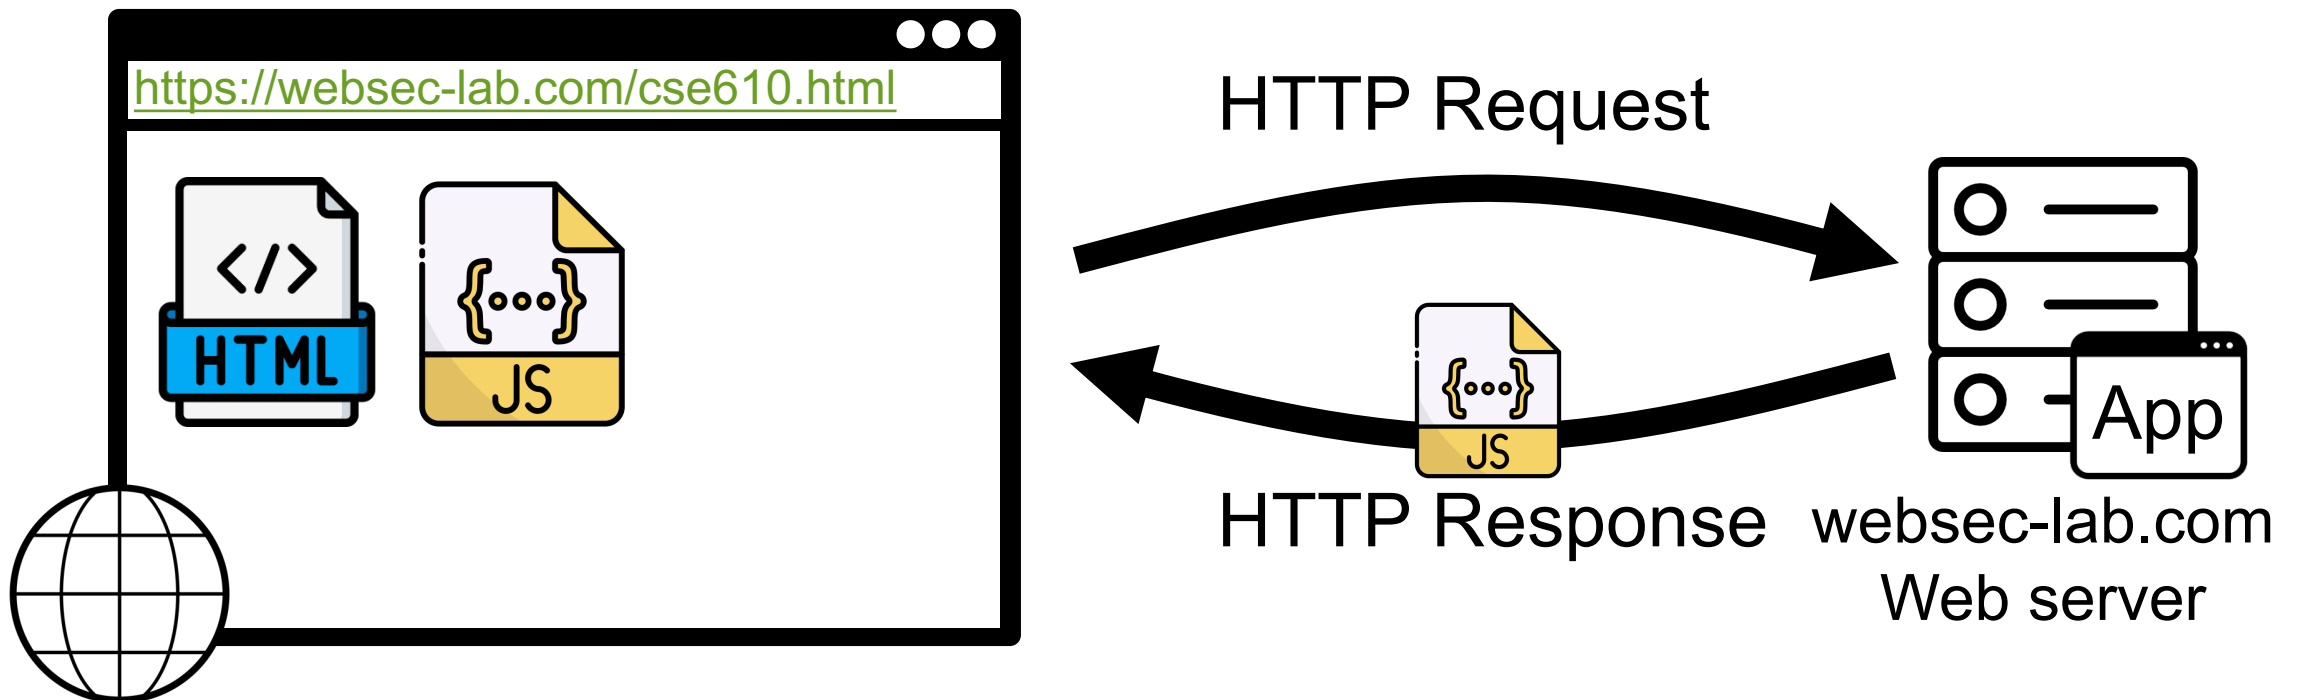 https://websec-lab.com/cse610.html
HTTP Request
</>
HTML
{...}
JS
{...}
JS
App
HTTP Response
websec-lab.com
Web server